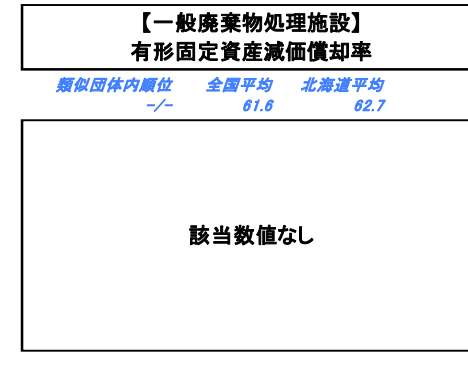 【一般廃棄物処理施設】
有形固定資産減価償却率
類似団体内順位 全国平均 北海道平均
-/- 61.6 62.7
該当数値なし